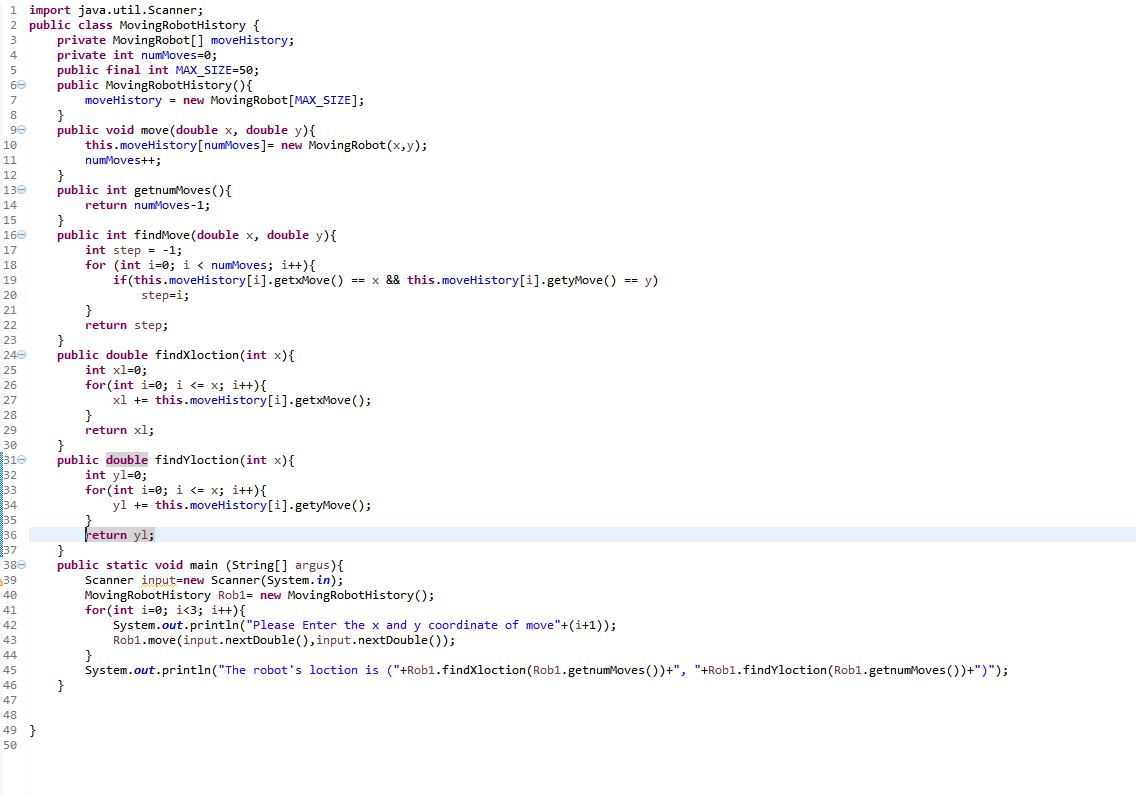 1 import java.util.Scanner;
2 public class MovingRobotHistory {
3     private MovingRobot[] moveHistory;
4     private int numMoves=0;
5     public final int MAX_SIZE=50;
6     public MovingRobotHistory(){
7         moveHistory = new MovingRobot[MAX_SIZE];
8     }
9     public void move(double x, double y){
10         this.moveHistory[numMoves]= new MovingRobot(x,y);
11         numMoves++;
12     }
13     public int getnumMoves(){
14         return numMoves-1;
15     }
16     public int findMove(double x, double y){
17         int step = -1;
18         for (int i=0; i < numMoves; i++){
19             if(this.moveHistory[i].getxMove() == x && this.moveHistory[i].getyMove() == y)
20                 step=i;
21         }
22         return step;
23     }
24     public double findXloction(int x){
25         int xl=0;
26         for(int i=0; i <= x; i++){
27             xl += this.moveHistory[i].getxMove();
28         }
29         return xl;
30     }
31     public double findYloction(int x){
32         int yl=0;
33         for(int i=0; i <= x; i++){
34             yl += this.moveHistory[i].getyMove();
35         }
36         return yl;
37     }
38     public static void main (String[] argus){
39         Scanner input=new Scanner(System.in);
40         MovingRobotHistory Rob1= new MovingRobotHistory();
41         for(int i=0; i<3; i++){
42             System.out.println("Please Enter the x and y coordinate of move"+(i+1));
43             Rob1.move(input.nextDouble(),input.nextDouble());
44         }
45         System.out.println("The robot's loction is ("+Rob1.findXloction(Rob1.getnumMoves())+", "+Rob1.findYloction(Rob1.getnumMoves())+")");
46     }
47
48
49 }
50